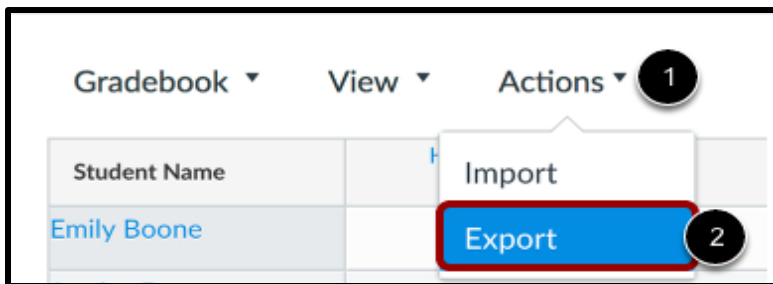 Gradebook View Actions 1
Student Name
Import
Emily Boone
Export 2